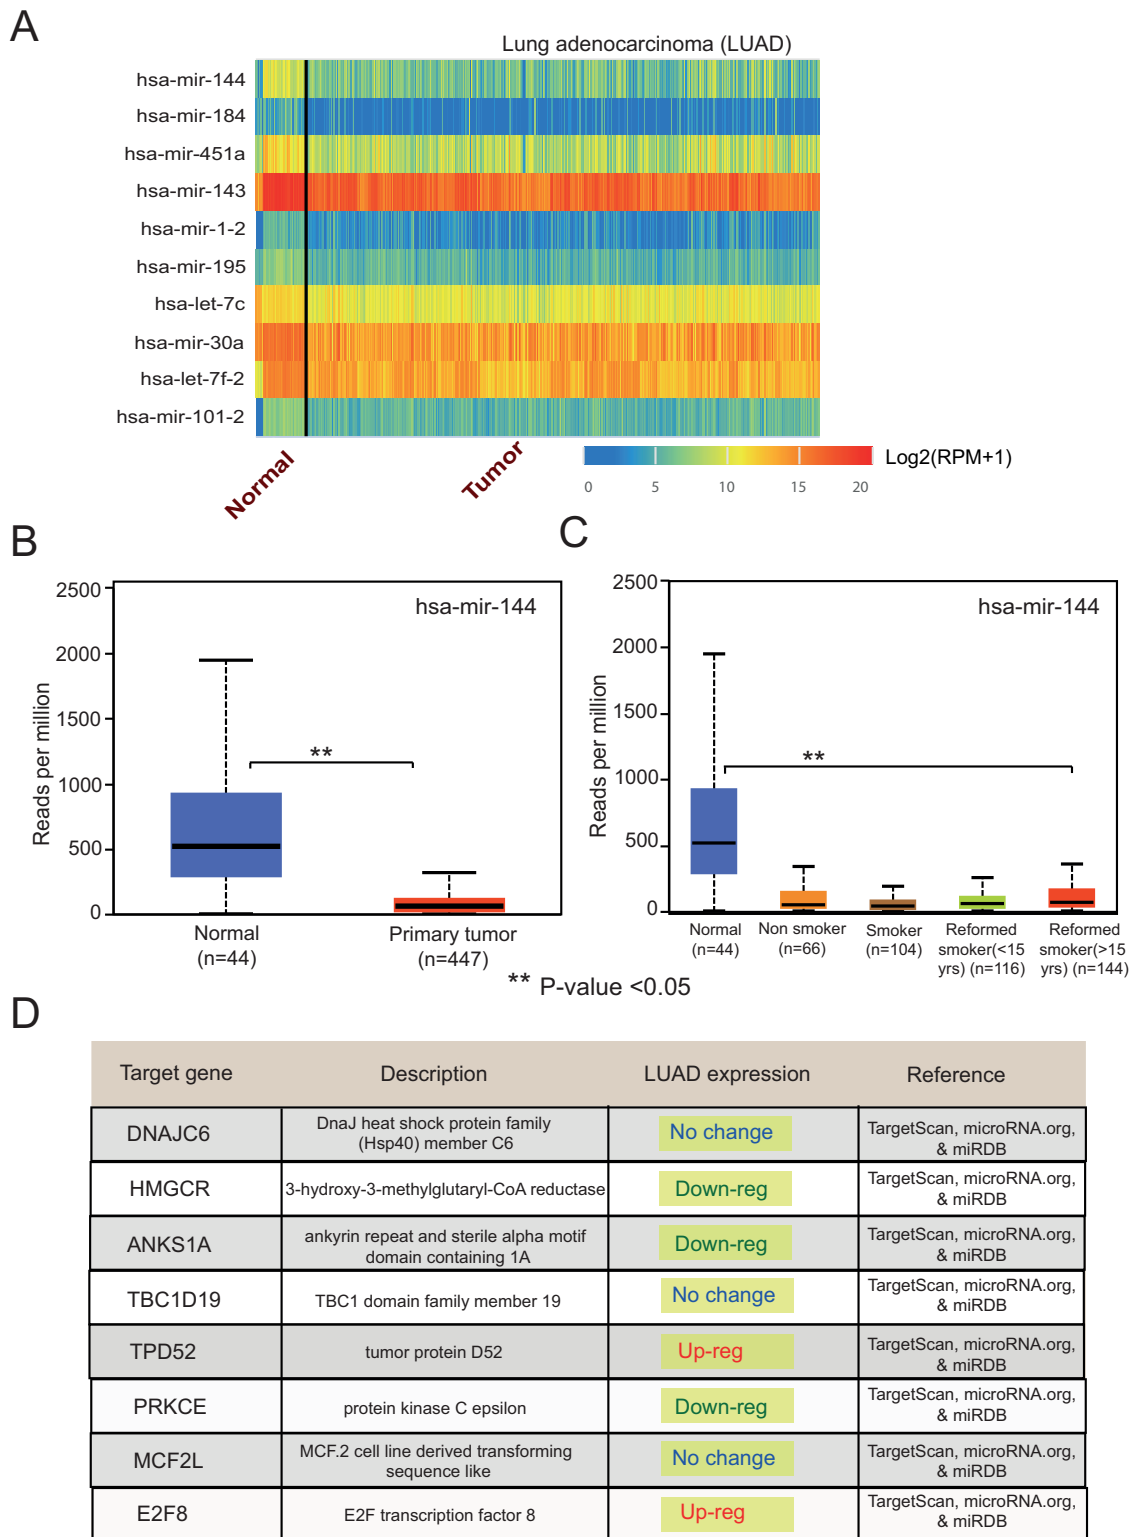 A
Lung adenocarcinoma (LUAD)
hsa-mir-144
hsa-mir-184
hsa-mir-451a
hsa-mir-143
hsa-mir-1-2
hsa-mir-195
hsa-let-7c
hsa-mir-30a
hsa-let-7f-2
hsa-mir-101-2
Normal
Tumor
Log2(RPM+1)
0 5 10 15 20
B
2500
2000
1500
1000
500
0
Reads per million
hsa-mir-144
**
Normal
(n=44)
Primary tumor
(n=447)
C
2500
2000
1500
1000
500
0
Reads per million
hsa-mir-144
**
Normal
(n=44)
Non smoker
(n=66)
Smoker
(n=104)
Reformed
smoker(<15
yrs) (n=116)
Reformed
smoker(>15
yrs) (n=144)
** P-value <0.05
D
Target gene Description LUAD expression Reference
DNAJC6
DnaJ heat shock protein family
(Hsp40) member C6
No change
TargetScan, microRNA.org,
& miRDB
HMGCR
3-hydroxy-3-methylglutaryl-CoA reductase
Down-reg
TargetScan, microRNA.org,
& miRDB
ANKS1A
ankyrin repeat and sterile alpha motif
domain containing 1A
Down-reg
TargetScan, microRNA.org,
& miRDB
TBC1D19
TBC1 domain family member 19
No change
TargetScan, microRNA.org,
& miRDB
TPD52
tumor protein D52
Up-reg
TargetScan, microRNA.org,
& miRDB
PRKCE
protein kinase C epsilon
Down-reg
TargetScan, microRNA.org,
& miRDB
MCF2L
MCF.2 cell line derived transforming
sequence like
No change
TargetScan, microRNA.org,
& miRDB
E2F8
E2F transcription factor 8
Up-reg
TargetScan, microRNA.org,
& miRDB